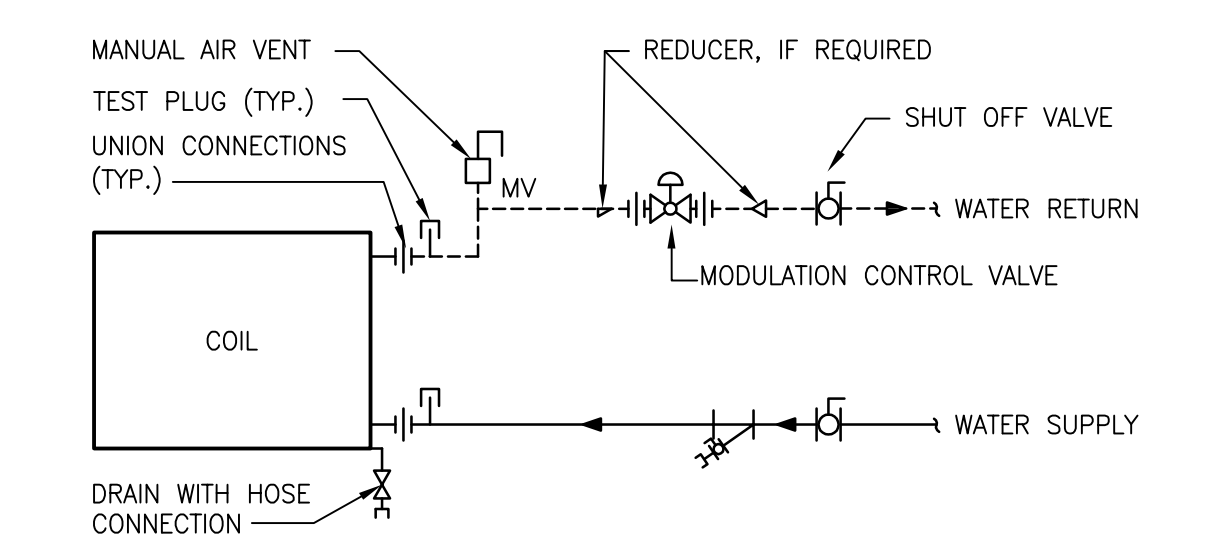 MANUAL AIR VENT
REDUCER, IF REQUIRED
TEST PLUG (TYP.)
SHUT OFF VALVE
UNION CONNECTIONS
(TYP.)
MV
WATER RETURN
MODULATION CONTROL VALVE
COIL
WATER SUPPLY
DRAIN WITH HOSE
CONNECTION